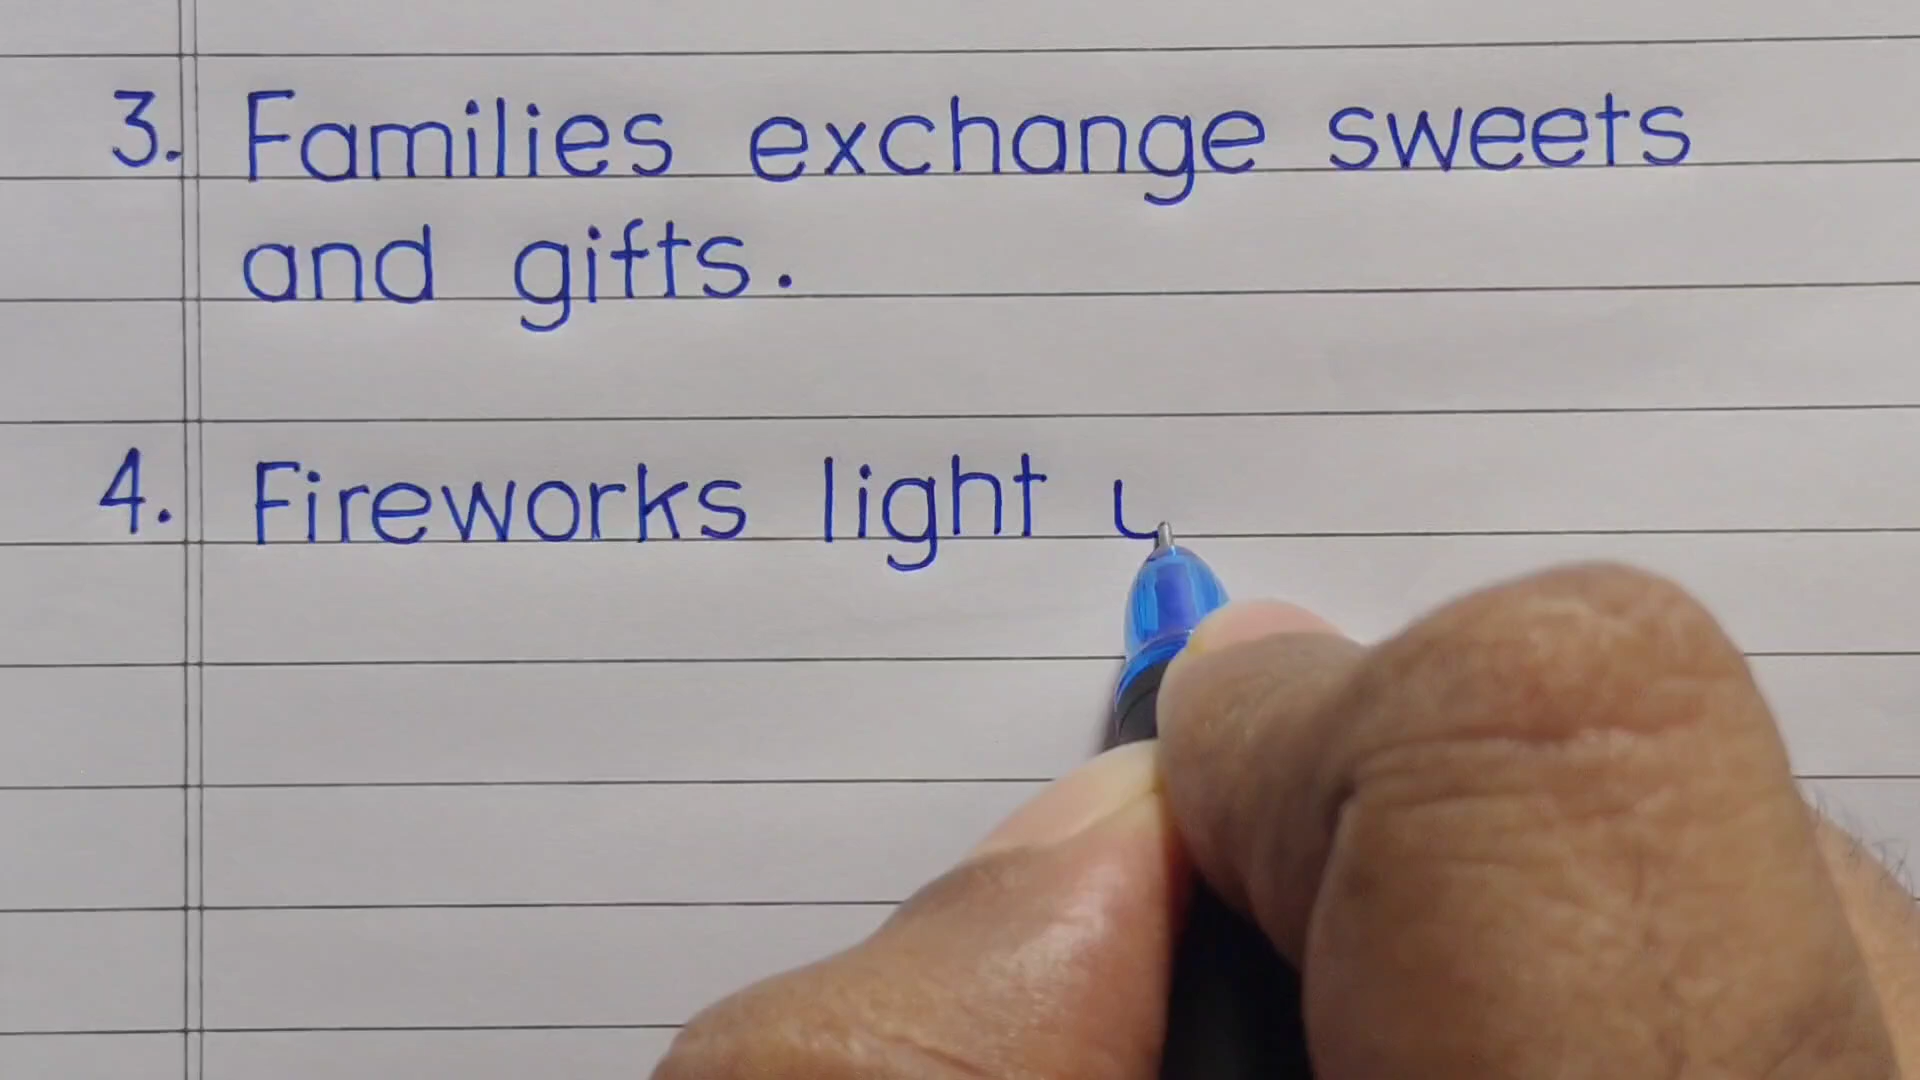 3. Families exchange sweets
and gifts.
4. Fireworks light